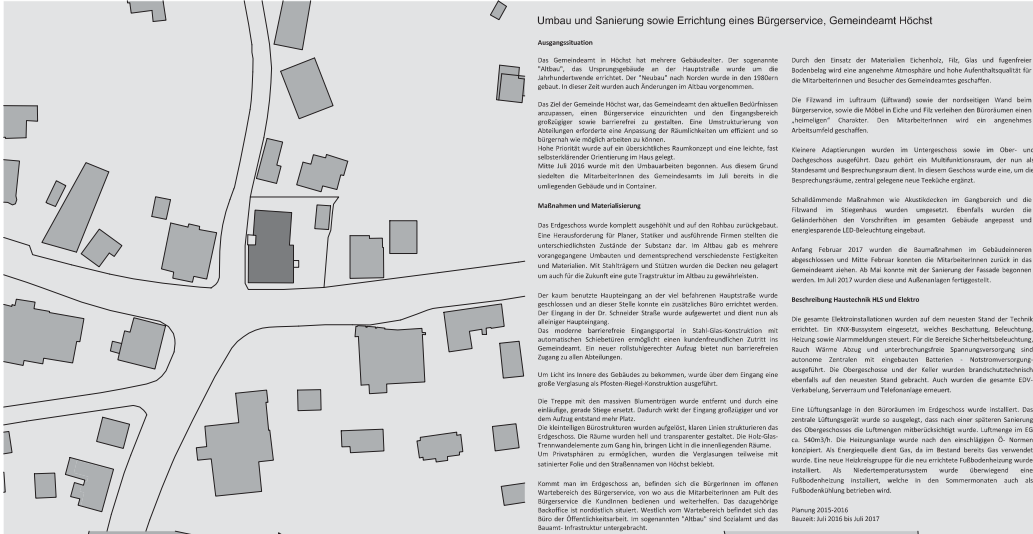 Umbau und Sanierung sowie Errichtung eines Bürgerservice, Gemeindeamt Höchst
Ausgangssituation
Das Gemeindeamt in Höchst hat mehrere Gebäudealter. Der sogenannte
"Altbau", das Ursprungsgebäude an der Hauptstraße wurde um die
Jahrhundertwende errichtet. Der "Neubau" nach Norden wurde in den 1980ern
gebaut. In dieser Zeit wurden auch Änderungen im Altbau vorgenommen.
Das Ziel der Gemeinde Höchst war, das Gemeindeamt den aktuellen Bedürfnissen
anzupassen, einen Bürgerservice einzurichten und den Eingangsbereich
großzügiger sowie barrierefrei zu gestalten. Eine Umstrukturierung von
Abteilungen erforderte eine Anpassung der Räumlichkeiten um effizient und so
bürgernah wie möglich arbeiten zu können.
Hohe Priorität wurde auf ein übersichtliches Raumkonzept und eine leichte, fast
selbsterklärender Orientierung im Haus gelegt.
Mitte Juli 2016 wurde mit den Umbauarbeiten begonnen. Aus diesem Grund
siedelten die MitarbeiterInnen des Gemeindesamts im Juli bereits in die
umliegenden Gebäude und in Container.
Maßnahmen und Materialisierung
Das Erdgeschoss wurde komplett ausgehöhlt und auf den Rohbau zurückgebaut.
Eine Herausforderung für Planer, Statiker und ausführende Firmen stellten die
unterschiedlichsten Zustände der Substanz dar. Im Altbau gab es mehrere
vorangegangene Umbauten und dementsprechend verschiedenste Festigkeiten
und Materialien. Mit Stahlträgern und Stützen wurden die Decken neu gelagert
um auch für die Zukunft eine gute Tragstruktur im Altbau zu gewährleisten.
Der kaum benutzte Haupteingang an der viel befahrenen Hauptstraße wurde
geschlossen und an dieser Stelle konnte ein zusätzliches Büro errichtet werden.
Der Eingang in der Dr. Schneider Straße wurde aufgewertet und dient nun als
alleiniger Haupteingang.
Das moderne barrierefreie Eingangsportal in Stahl-Glas-Konstruktion mit
automatischen Schiebetüren ermöglicht einen kundenfreundlichen Zutritt ins
Gemeindeamt. Ein neuer rollstuhlgerechter Aufzug bietet nun barrierefreien
Zugang zu allen Abteilungen.
Um Licht ins Innere des Gebäudes zu bekommen, wurde über dem Eingang eine
große Verglasung als Pfosten-Riegel-Konstruktion ausgeführt.
Die Treppe mit den massiven Blumentrögen wurde entfernt und durch eine
einläufige, gerade Stiege ersetzt. Dadurch wirkt der Eingang großzügiger und vor
dem Aufzug entstand mehr Platz.
Die kleinteiligen Bürostrukturen wurden aufgelöst, klaren Linien strukturieren das
Erdgeschoss. Die Räume wurden hell und transparenter gestaltet. Die Holz-Glas-
Trennwandelemente zum Gang hin, bringen Licht in die innenliegenden Räume.
Um Privatsphären zu ermöglichen, wurden die Verglasungen teilweise mit
satinierter Folie und den Straßennamen von Höchst beklebt.
Kommt man im Erdgeschoss an, befinden sich die BürgerInnen im offenen
Wartebereich des Bürgerservice, von wo aus die MitarbeiterInnen am Pult des
Bürgerservice die KundInnen bedienen und weiterhelfen. Das dazugehörige
Backoffice ist nordöstlich situiert. Westlich vom Wartebereich befindet sich das
Büro der Öffentlichkeitsarbeit. Im sogenannten "Altbau" sind Sozialamt und das
Bauamt- Infrastruktur untergebracht.
Durch den Einsatz der Materialien Eichenholz, Filz, Glas und fugenfreier
Bodenbelag wird eine angenehme Atmosphäre und hohe Aufenthaltsqualität für
die MitarbeiterInnen und Besucher des Gemeindeamtes geschaffen.
Die Filzwand im Luftraum (Liftwand) sowie der nordseitigen Wand beim
Bürgerservice, sowie die Möbel in Eiche und Filz verleihen den Büroräumen einen
„heimeligen" Charakter. Den MitarbeiterInnen wird ein angenehmes
Arbeitsumfeld geschaffen.
Kleinere Adaptierungen wurden im Untergeschoss sowie im Ober- und
Dachgeschoss ausgeführt. Dazu gehört ein Multifunktionsraum, der nun als
Standesamt und Besprechungsraum dient. In diesem Geschoss wurde eine, um die
Besprechungsräume, zentral gelegene neue Teeküche ergänzt.
Schalldämmende Maßnahmen wie Akustikdecken im Gangbereich und die
Filzwand im Stiegenhaus wurden umgesetzt. Ebenfalls wurden die
Geländerhöhen den Vorschriften im gesamten Gebäude angepasst und
energiesparende LED-Beleuchtung eingebaut.
Anfang Februar 2017 wurden die Baumaßnahmen im Gebäudeinneren
abgeschlossen und Mitte Februar konnten die MitarbeiterInnen zurück in das
Gemeindeamt ziehen. Ab Mai konnte mit der Sanierung der Fassade begonnen
werden. Im Juli 2017 wurden diese und Außenanlagen fertiggestellt.
Beschreibung Haustechnik HLS und Elektro
Die gesamte Elektroinstallationen wurden auf dem neuesten Stand der Technik
errichtet. Ein KNX-Bussystem eingesetzt, welches Beschattung, Beleuchtung,
Heizung sowie Alarmmeldungen steuert. Für die Bereiche Sicherheitsbeleuchtung,
Rauch Wärme Abzug und unterbrechungsfreie Spannungsversorgung sind
autonome Zentralen mit eingebauten Batterien - Notstromversorgung-
ausgeführt. Die Obergeschosse und der Keller wurden brandschutztechnisch
ebenfalls auf den neuesten Stand gebracht. Auch wurden die gesamte EDV-
Verkabelung, Serverraum und Telefonanlage erneuert.
Eine Lüftungsanlage in den Büroräumen im Erdgeschoss wurde installiert. Das
zentrale Lüftungsgerät wurde so ausgelegt, dass nach einer späteren Sanierung
des Obergeschosses die Luftmengen mitberücksichtigt wurde. Luftmenge im EG
ca. 540m3/h. Die Heizungsanlage wurde nach den einschlägigen Ö- Normen
konzipiert. Als Energiequelle dient Gas, da im Bestand bereits Gas verwendet
wurde. Eine neue Heizkreisgruppe für die neu errichtete Fußbodenheizung wurde
installiert. Als Niedertemperatursystem wurde überwiegend eine
Fußbodenheizung installiert, welche in den Sommermonaten auch als
Fußbodenkühlung betrieben wird.
Planung 2015-2016
Bauzeit: Juli 2016 bis Juli 2017